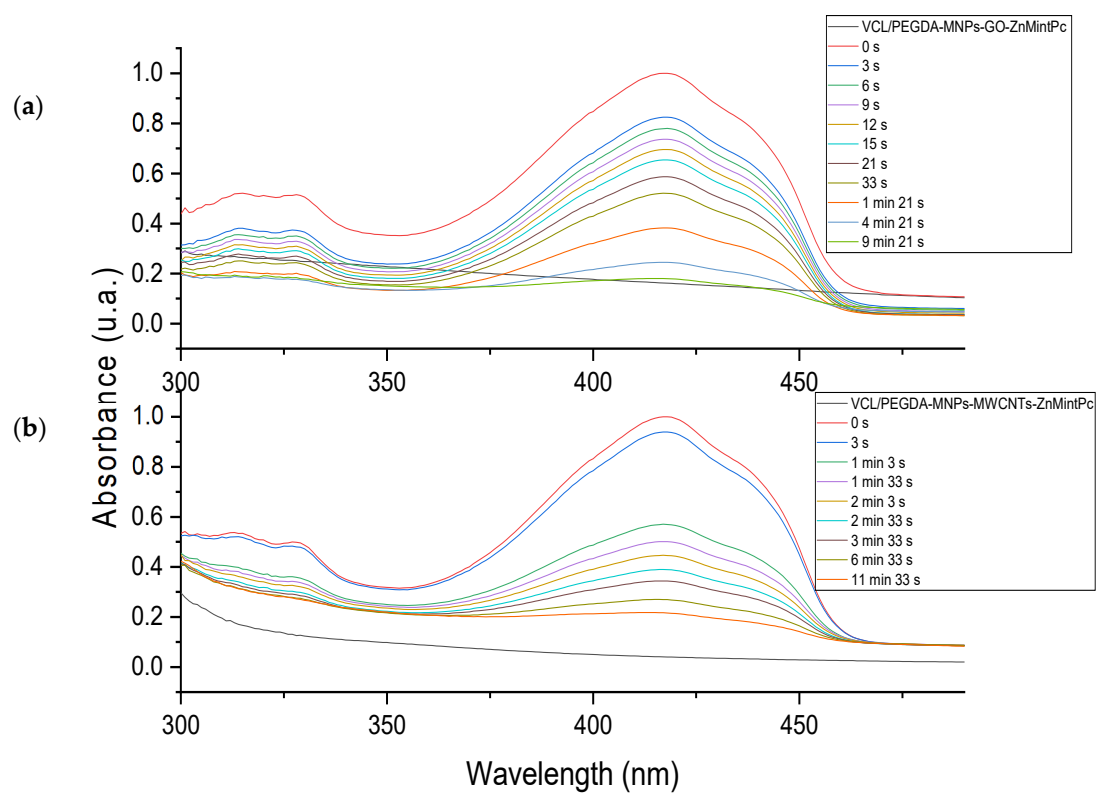 (a)
VCL/PEGDA-MNPs-GO-ZnMintPc
0 s
3 s
6 s
9 s
12 s
15 s
21 s
33 s
1 min 21 s
4 min 21 s
9 min 21 s
1.0
0.8
0.6
0.4
0.2
0.0
300
350
400
450
Absorbance (u.a.)
(b)
VCL/PEGDA-MNPs-MWCNTs-ZnMintPc
0 s
3 s
1 min 3 s
1 min 33 s
2 min 3 s
2 min 33 s
3 min 33 s
6 min 33 s
11 min 33 s
1.0
0.8
0.6
0.4
0.2
0.0
300
350
400
450
Wavelength (nm)